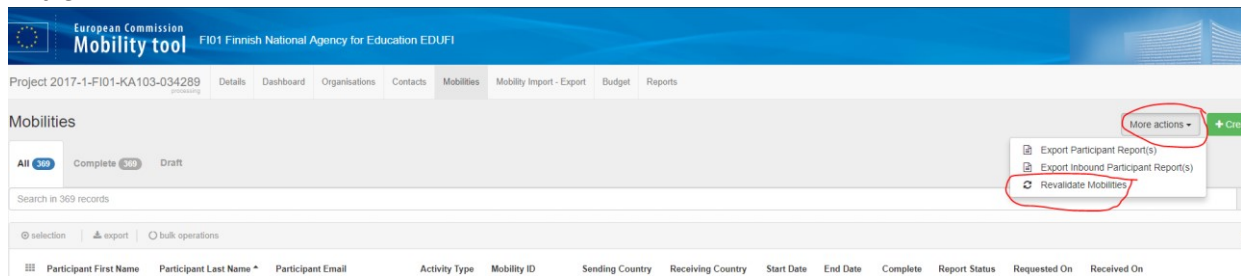 European Commission
Mobility tool FI01 Finnish National Agency for Education EDUFI
Project 2017-1-FI01-KA103-034289 Details Dashboard Organisations Contacts Mobilities Mobility Import - Export Budget Reports
processing
Mobilities
More actions
+ Cre
All 369 Complete 369 Draft
Export Participant Report(s)
Export Inbound Participant Report(s)
Revalidate Mobilities
Search in 369 records
selection export bulk operations
Participant First Name Participant Last Name Participant Email Activity Type Mobility ID Sending Country Receiving Country Start Date End Date Complete Report Status Requested On Received On